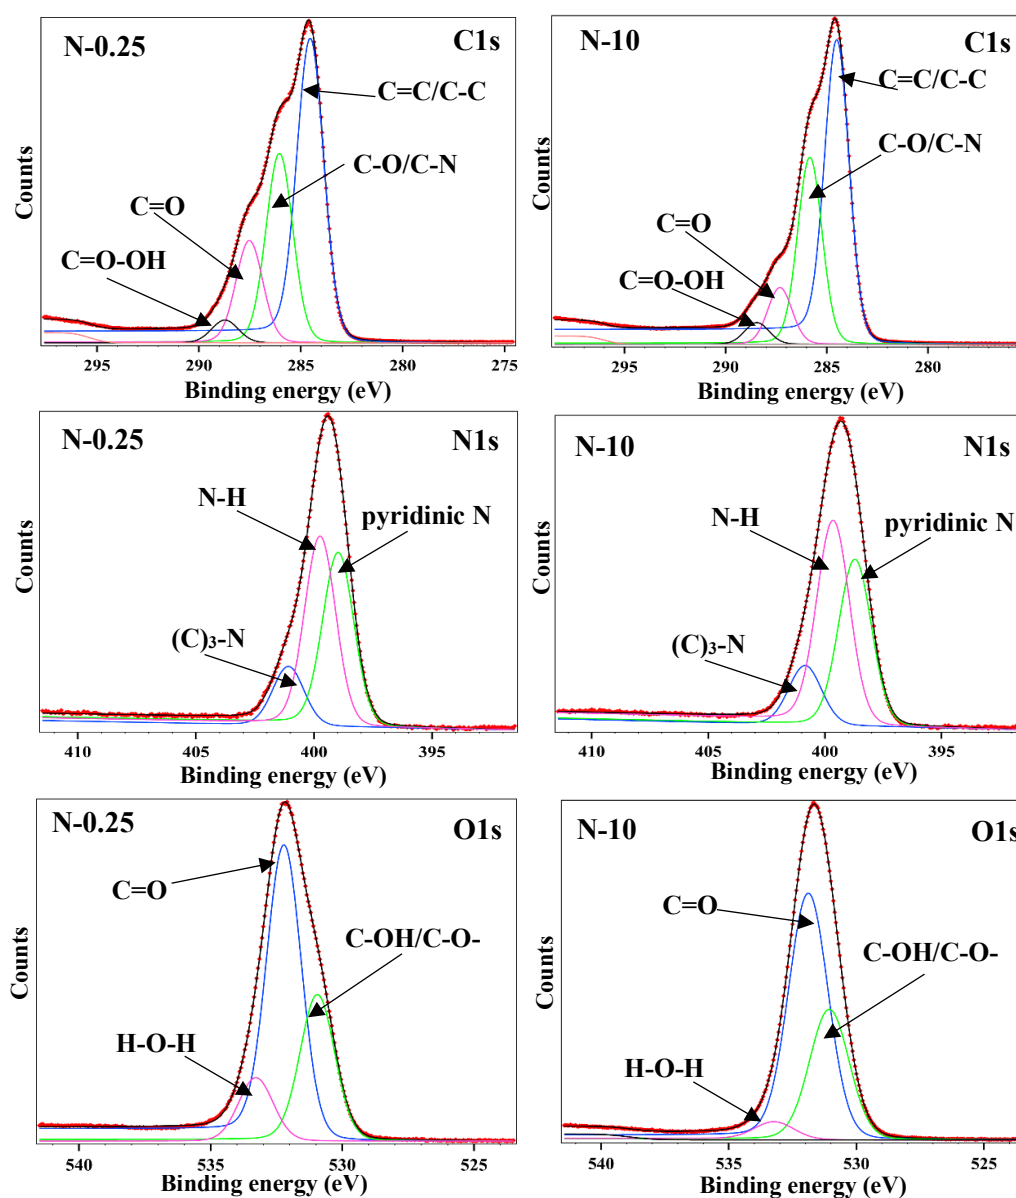 N-0.25
C1s
C=C/C-C
C-O/C-N
C=O
C=O-OH
Counts
295
290
285
280
275
Binding energy (eV)
N-10
C1s
C=C/C-C
C-O/C-N
C=O
C=O-OH
Counts
295
290
285
280
Binding energy (eV)
N-0.25
N1s
N-H
pyridinic N
(C)₃-N
Counts
410
405
400
395
Binding energy (eV)
N-10
N1s
N-H
pyridinic N
(C)₃-N
Counts
410
405
400
395
Binding energy (eV)
N-0.25
O1s
C=O
C-OH/C-O-
H-O-H
Counts
540
535
530
525
Binding energy (eV)
N-10
O1s
C=O
C-OH/C-O-
H-O-H
Counts
540
535
530
525
Binding energy (eV)